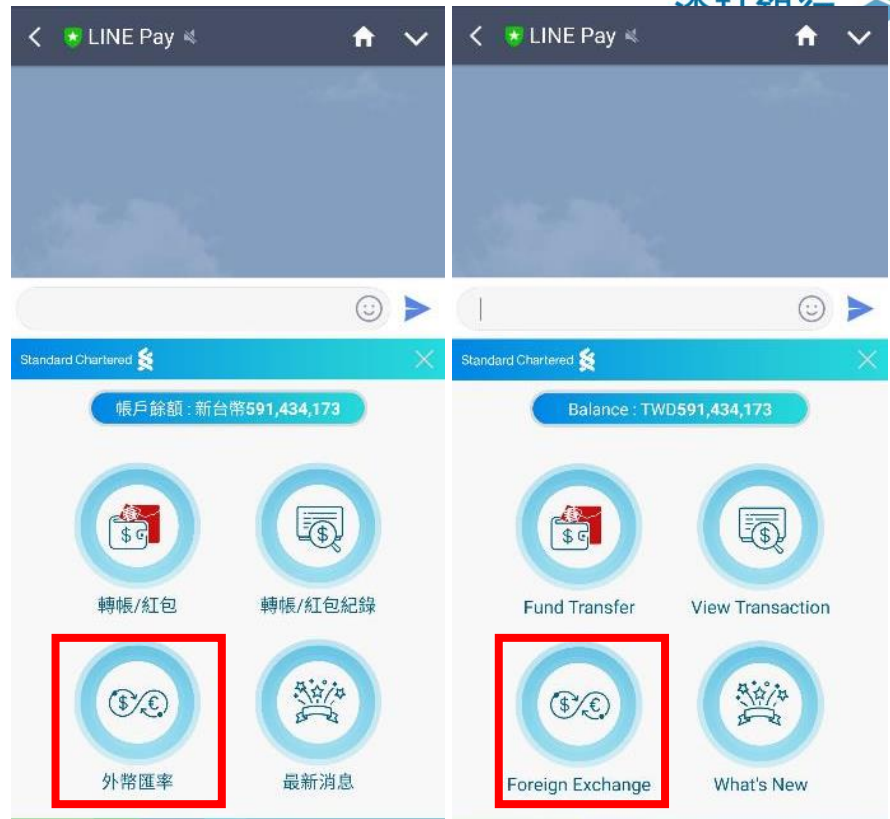 LINE Pay
Standard Chartered
帳戶餘額 : 新台幣591,434,173
轉帳/紅包
轉帳/紅包紀錄
外幣匯率
最新消息
LINE Pay
Standard Chartered
Balance : TWD591,434,173
Fund Transfer
View Transaction
Foreign Exchange
What's New